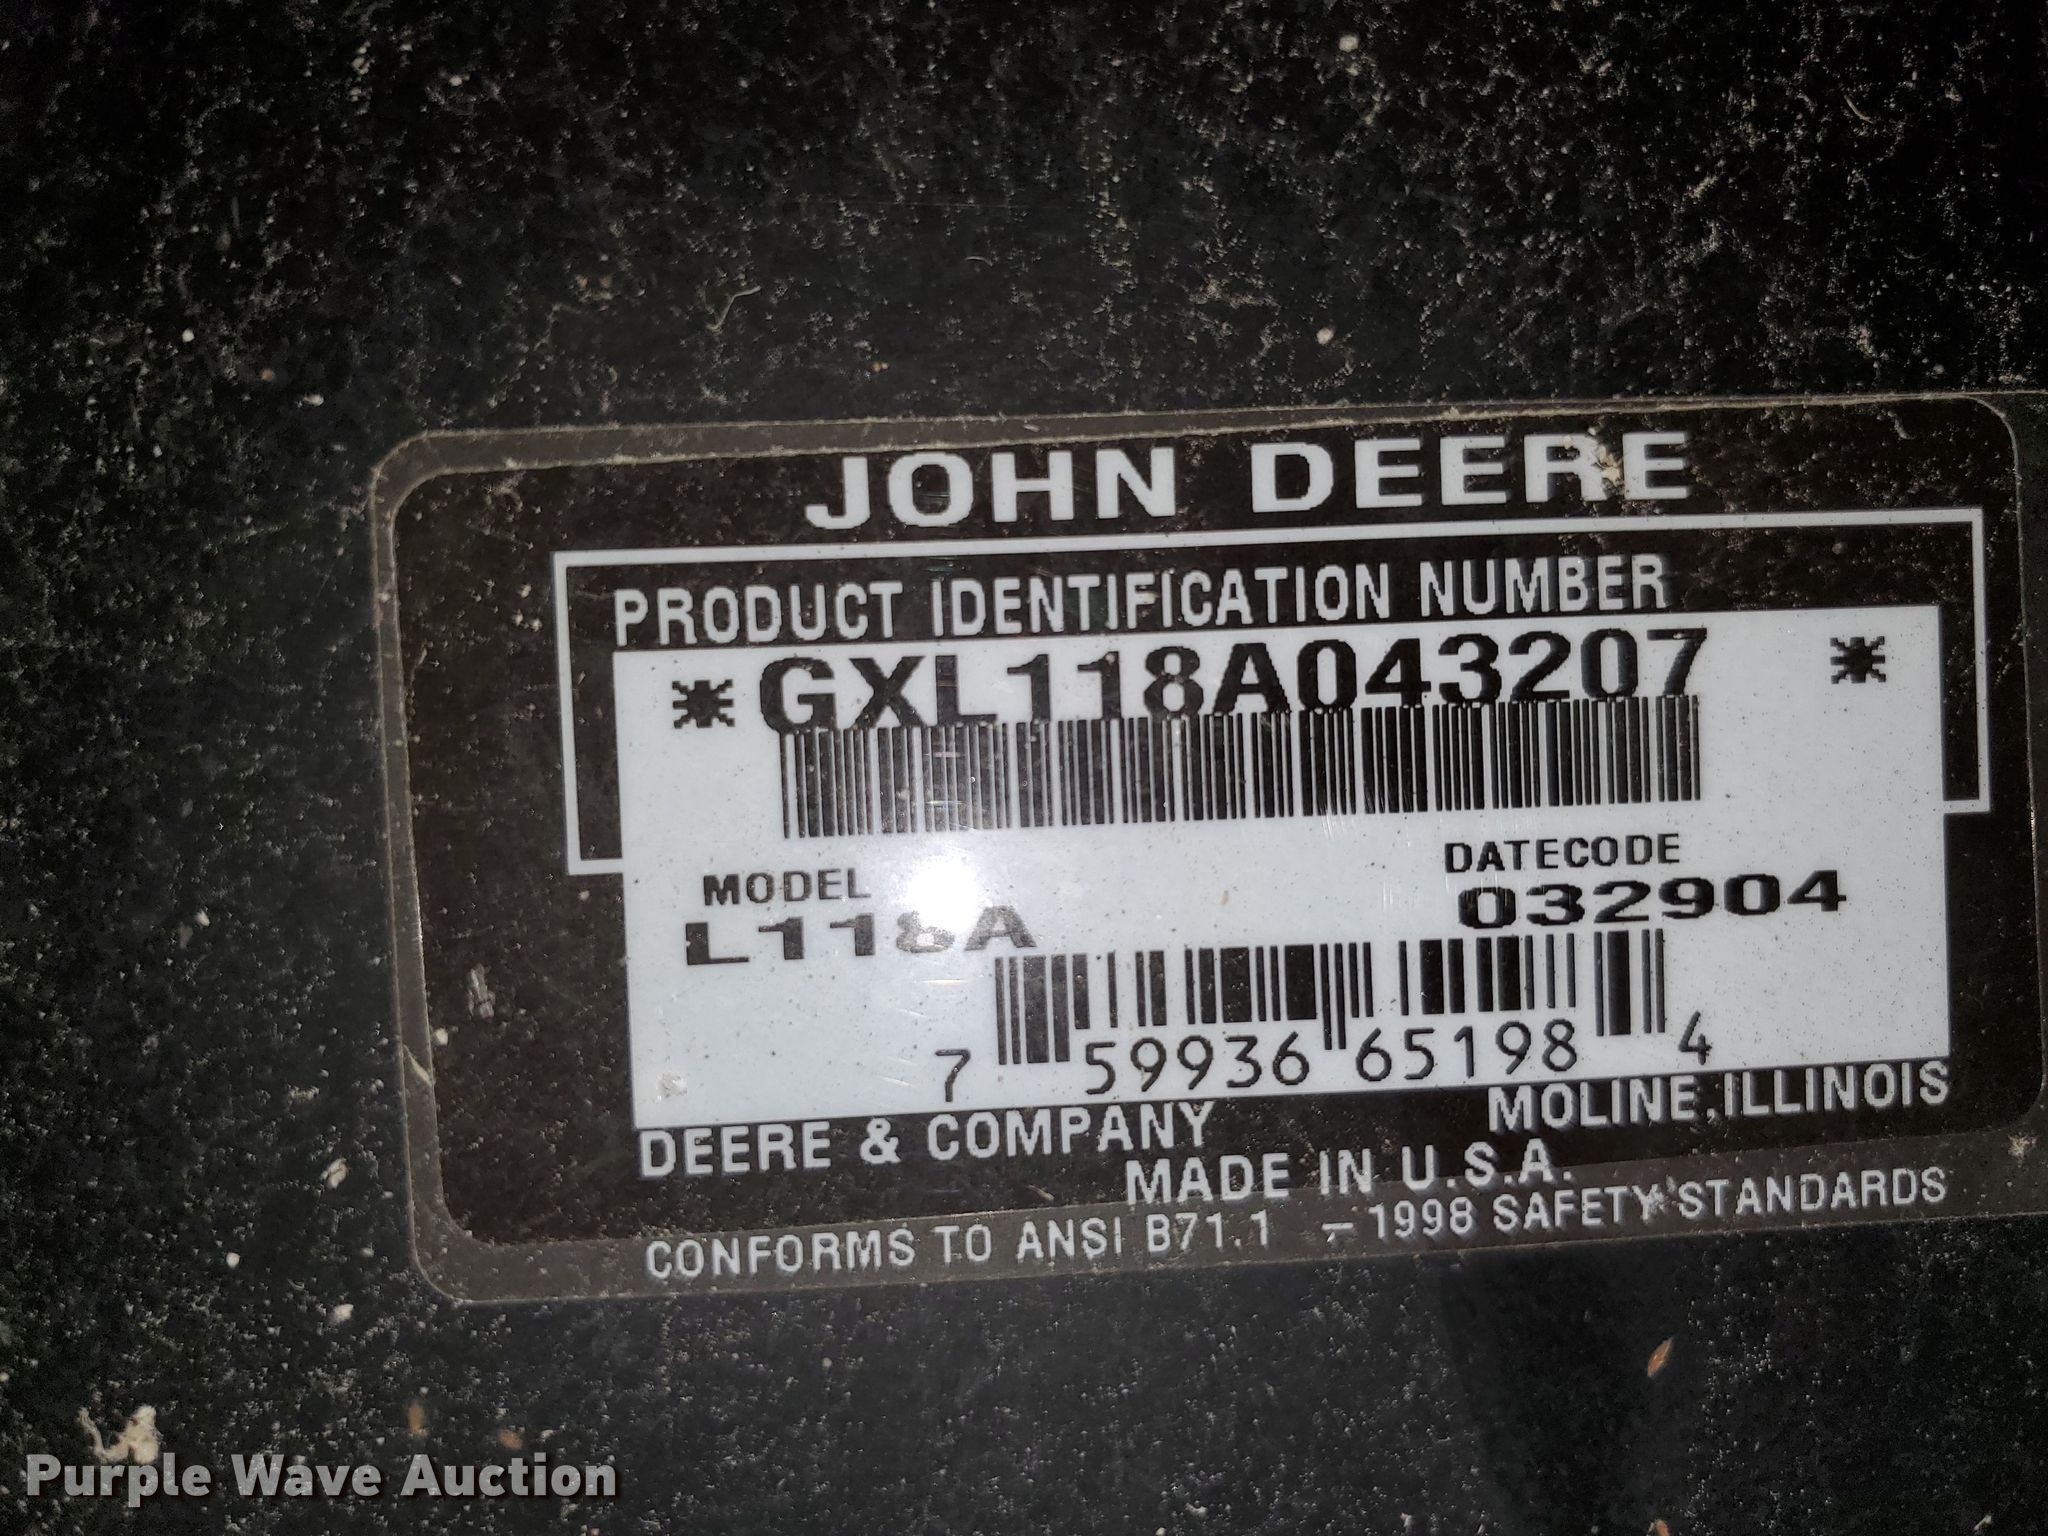 JOHN DEERE
PRODUCT IDENTIFICATION NUMBER
*GXL118A043207 *
MODEL
DATECODE
L118A
032904
7 59936 65198 4
DEERE & COMPANY MOLINE, ILLINOIS
MADE IN U.S.A.
CONFORMS TO ANSI B71.1 - 1998 SAFETY STANDARDS
Purple Wave Auction